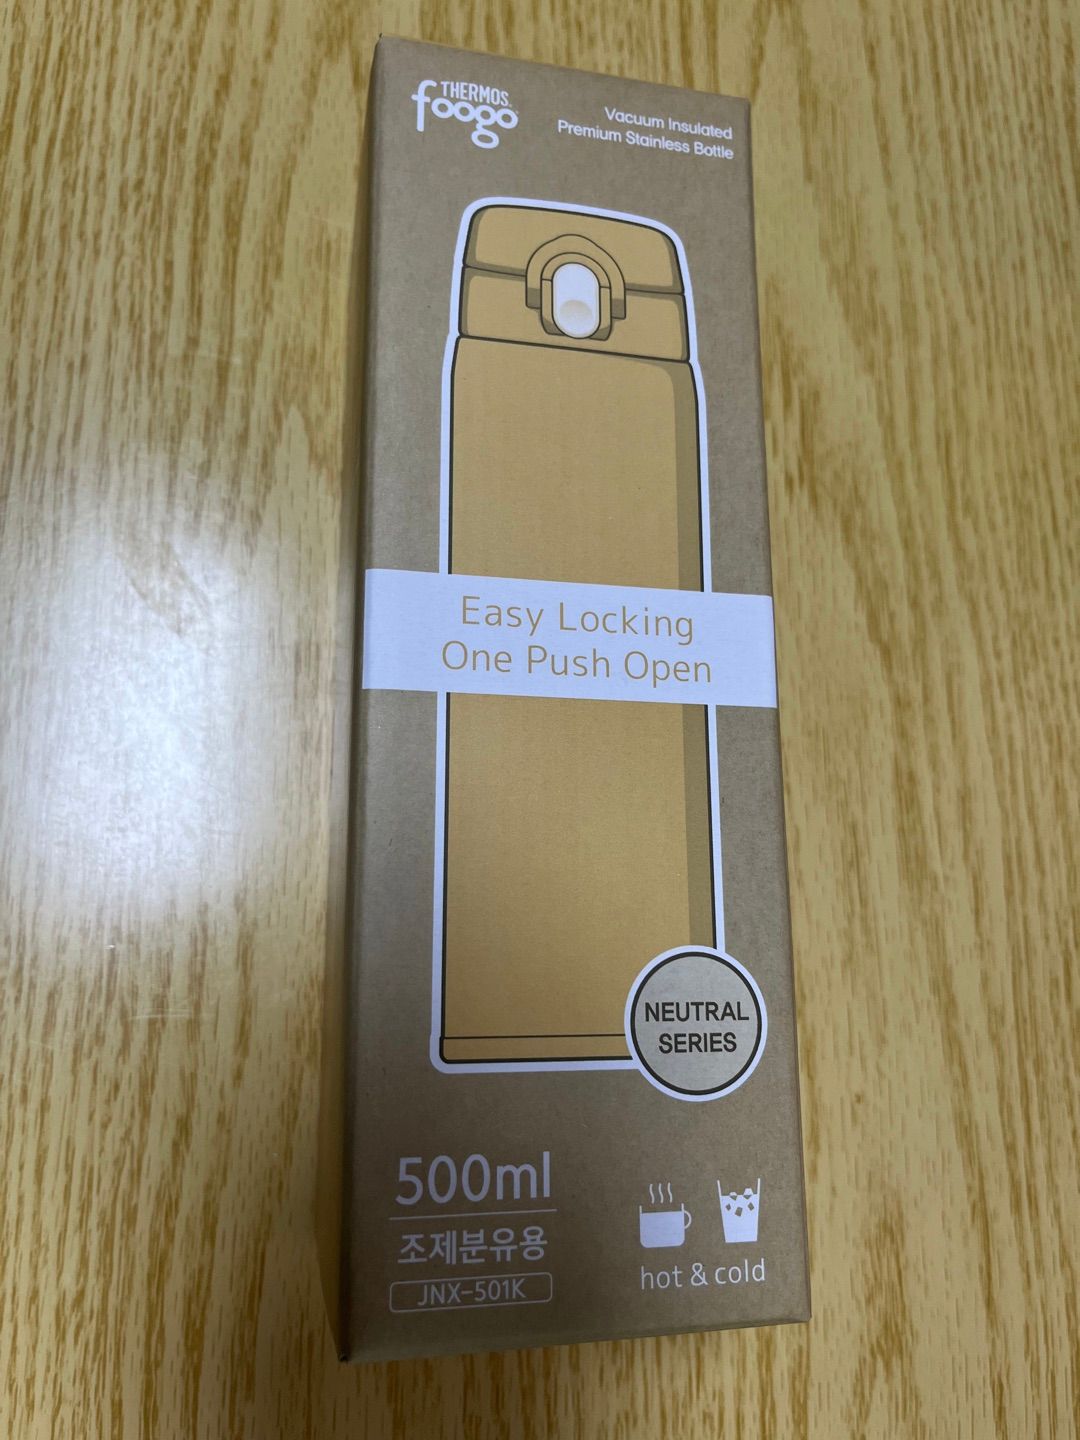 THERMOS
foogo
Vacuum Insulated
Premium Stainless Bottle
Easy Locking
One Push Open
NEUTRAL
SERIES
500ml
조제분유용
JNX-501K
hot & cold